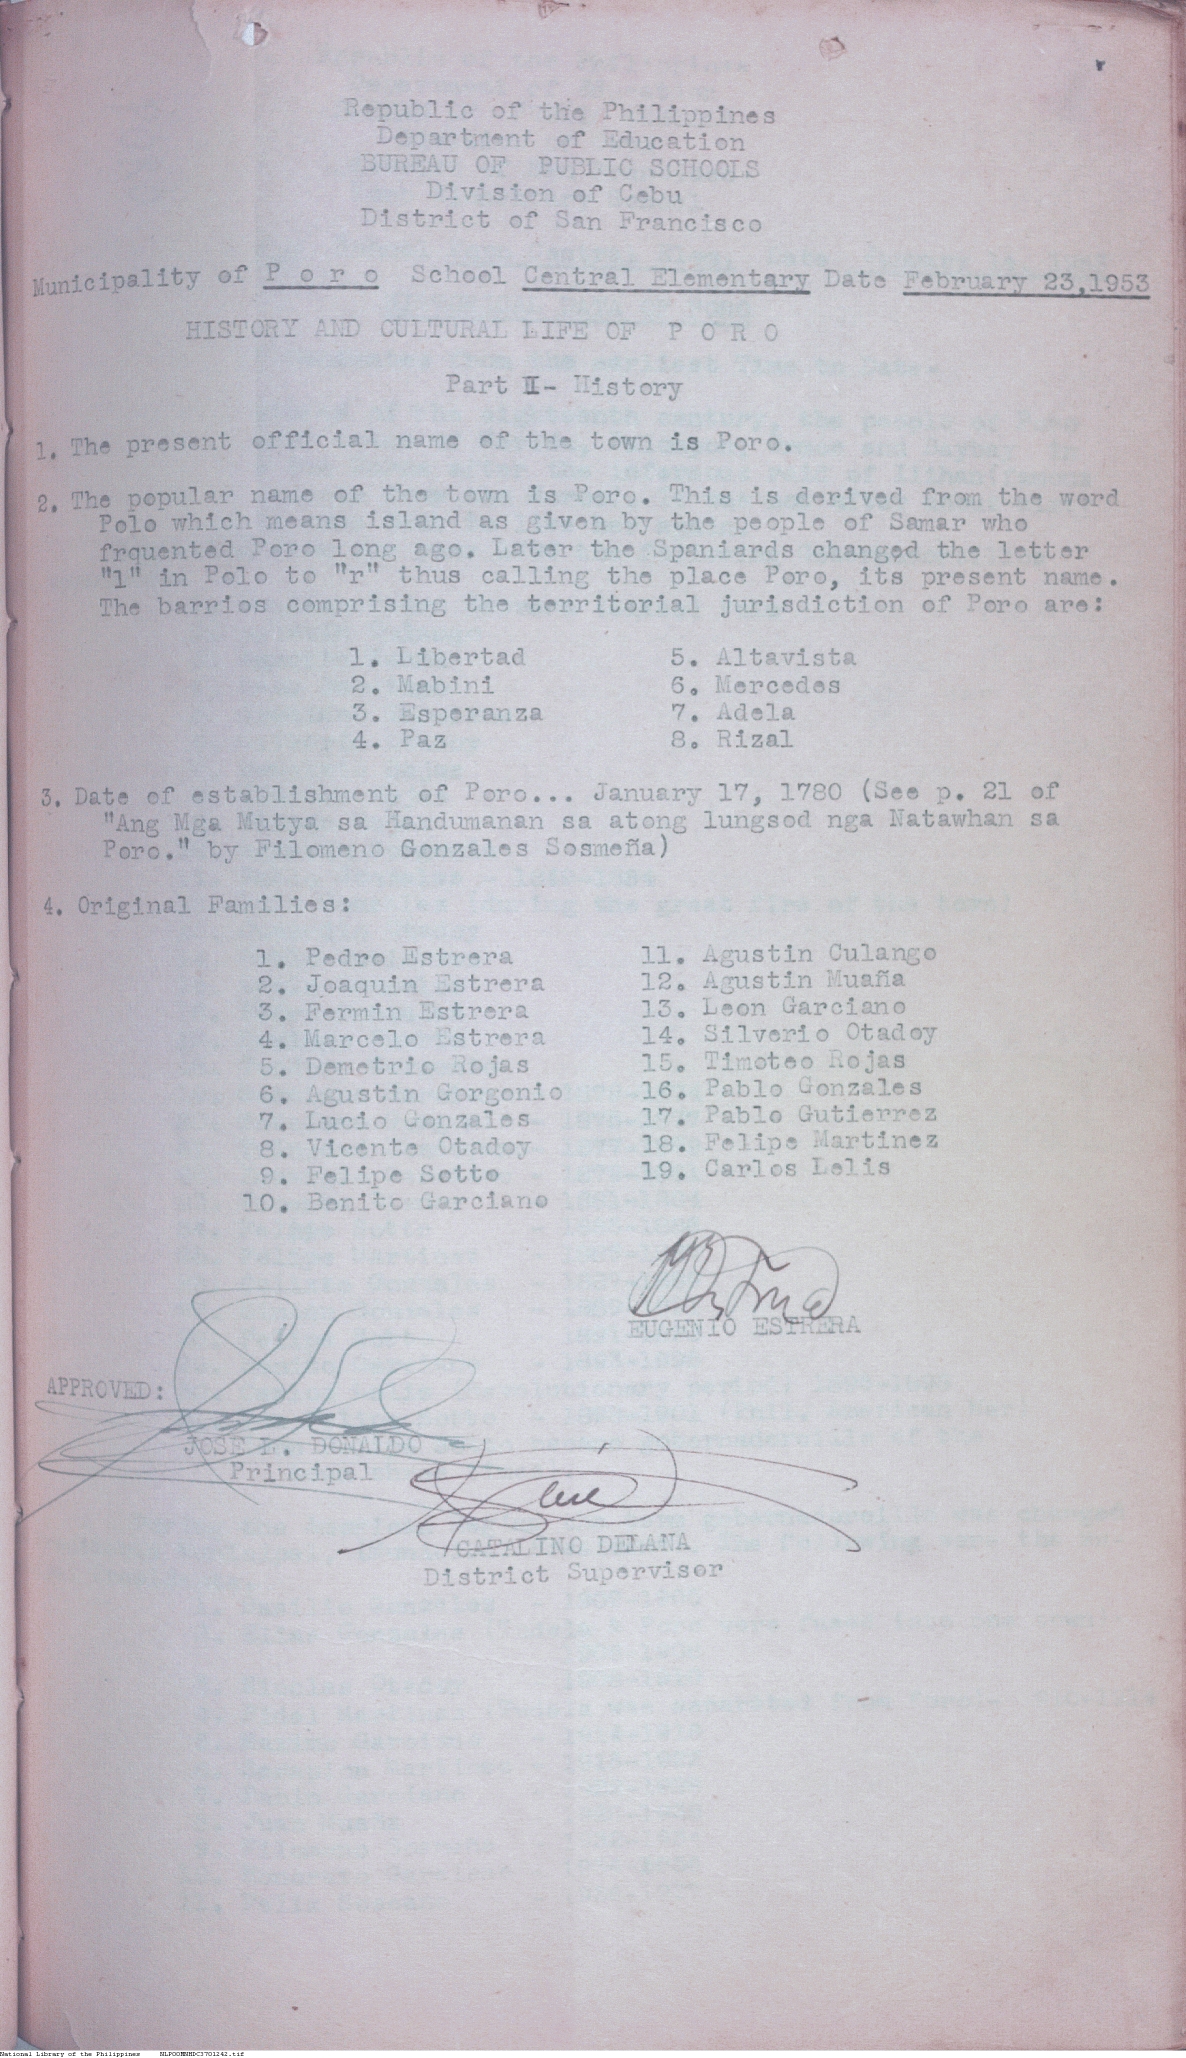 Republic of the Philippines
Department of Education
BUREAU OF PUBLIC SCHOOLS
Division of Cebu
District of San Francisco
Municipality of P o r o School Central Elementary Date February 23,1953
HISTORY AND CULTURAL LIFE OF P O R O
Part II- History
1. The present official name of the town is Poro.
2. The popular name of the town is Poro. This is derived from the word
Polo which means island as given by the people of Samar who
frquented Poro long ago. Later the Spaniards changed the letter
"l" in Polo to "r" thus calling the place Poro, its present name.
The barrios comprising the territorial jurisdiction of Poro are:
1. Libertad
2. Mabini
3. Esperanza
4. Paz
5. Altavista
6. Mercedes
7. Adela
8. Rizal
3. Date of establishment of Poro... January 17, 1780 (See p. 21 of
"Ang Mga Mutya sa Handumanan sa atong lungsod nga Natawhan sa
Poro." by Filomeno Gonzales Sosmeña)
4. Original Families:
1. Pedro Estrera
2. Joaquin Estrera
3. Fermin Estrera
4. Marcelo Estrera
5. Demetrio Rojas
6. Agustin Gorgonio
7. Lucio Gonzales
8. Vicente Otadoy
9. Felipe Sotto
10. Benito Garciano
11. Agustin Culango
12. Agustin Muaña
13. Leon Garciano
14. Silverio Otadoy
15. Timoteo Rojas
16. Pablo Gonzales
17. Pablo Gutierrez
18. Felipe Martinez
19. Carlos Lelis
EUGENIO ESTRERA
APPROVED:
JOSE L. DONALDO
Principal
CATALINO DELANA
District Supervisor
National Library of the Philippines NLPOOMNHDC3701242.tif